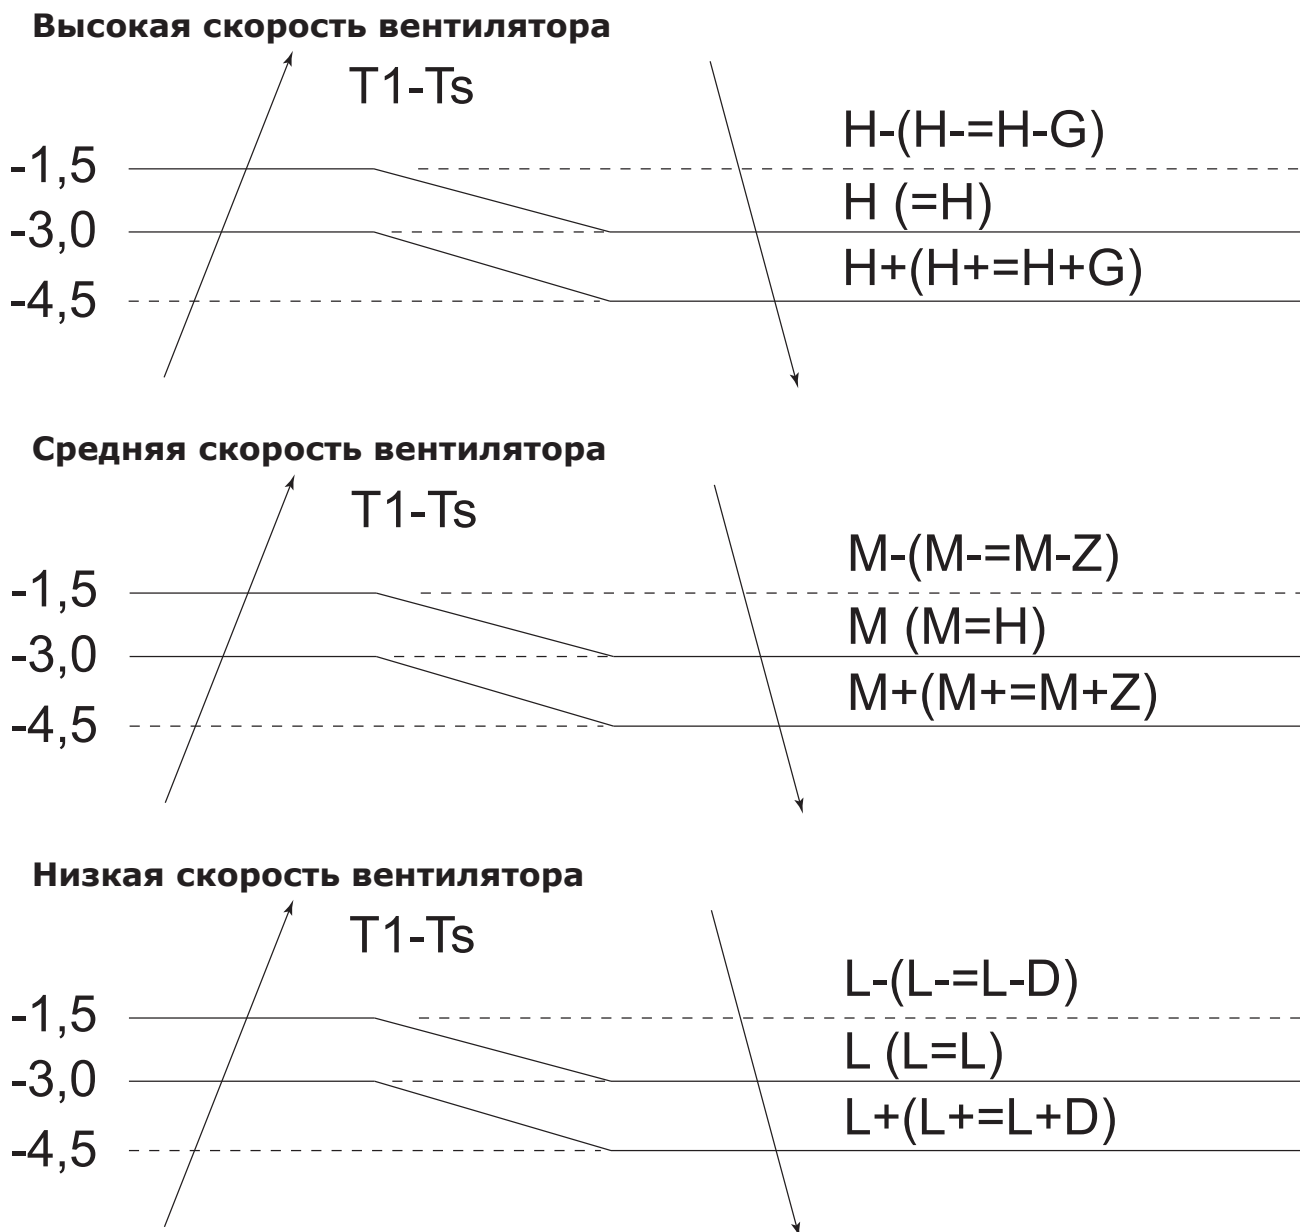 Высокая скорость вентилятора
T1-Ts
H-(H-=H-G)
-1,5
H (=H)
-3,0
H+(H+=H+G)
-4,5
Средняя скорость вентилятора
T1-Ts
M-(M-=M-Z)
-1,5
M (M=H)
-3,0
M+(M+=M+Z)
-4,5
Низкая скорость вентилятора
T1-Ts
L-(L-=L-D)
-1,5
L (L=L)
-3,0
L+(L+=L+D)
-4,5